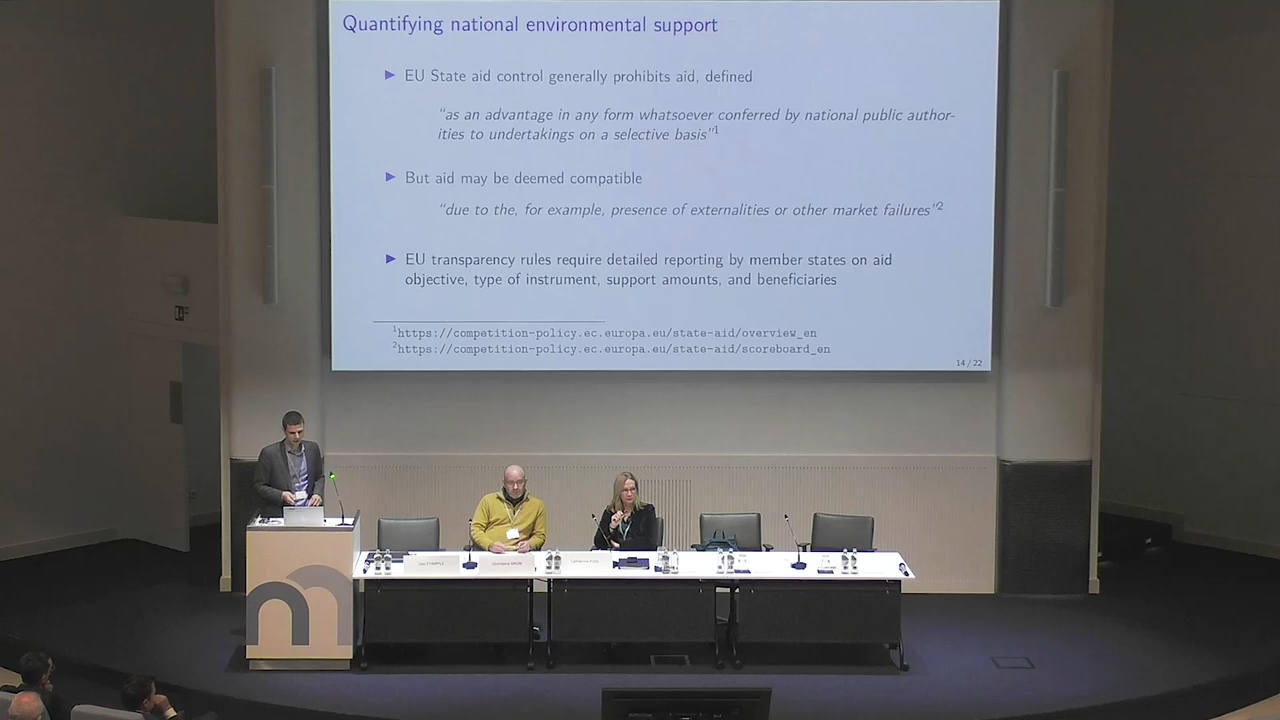 Quantifying national environmental support
▶ EU State aid control generally prohibits aid, defined
“as an advantage in any form whatsoever conferred by national public author-
ities to undertakings on a selective basis”1
▶ But aid may be deemed compatible
“due to the, for example, presence of externalities or other market failures”2
▶ EU transparency rules require detailed reporting by member states on aid
objective, type of instrument, support amounts, and beneficiaries
1https://competition-policy.ec.europa.eu/state-aid/overview_en
2https://competition-policy.ec.europa.eu/state-aid/scoreboard_en
14 / 22